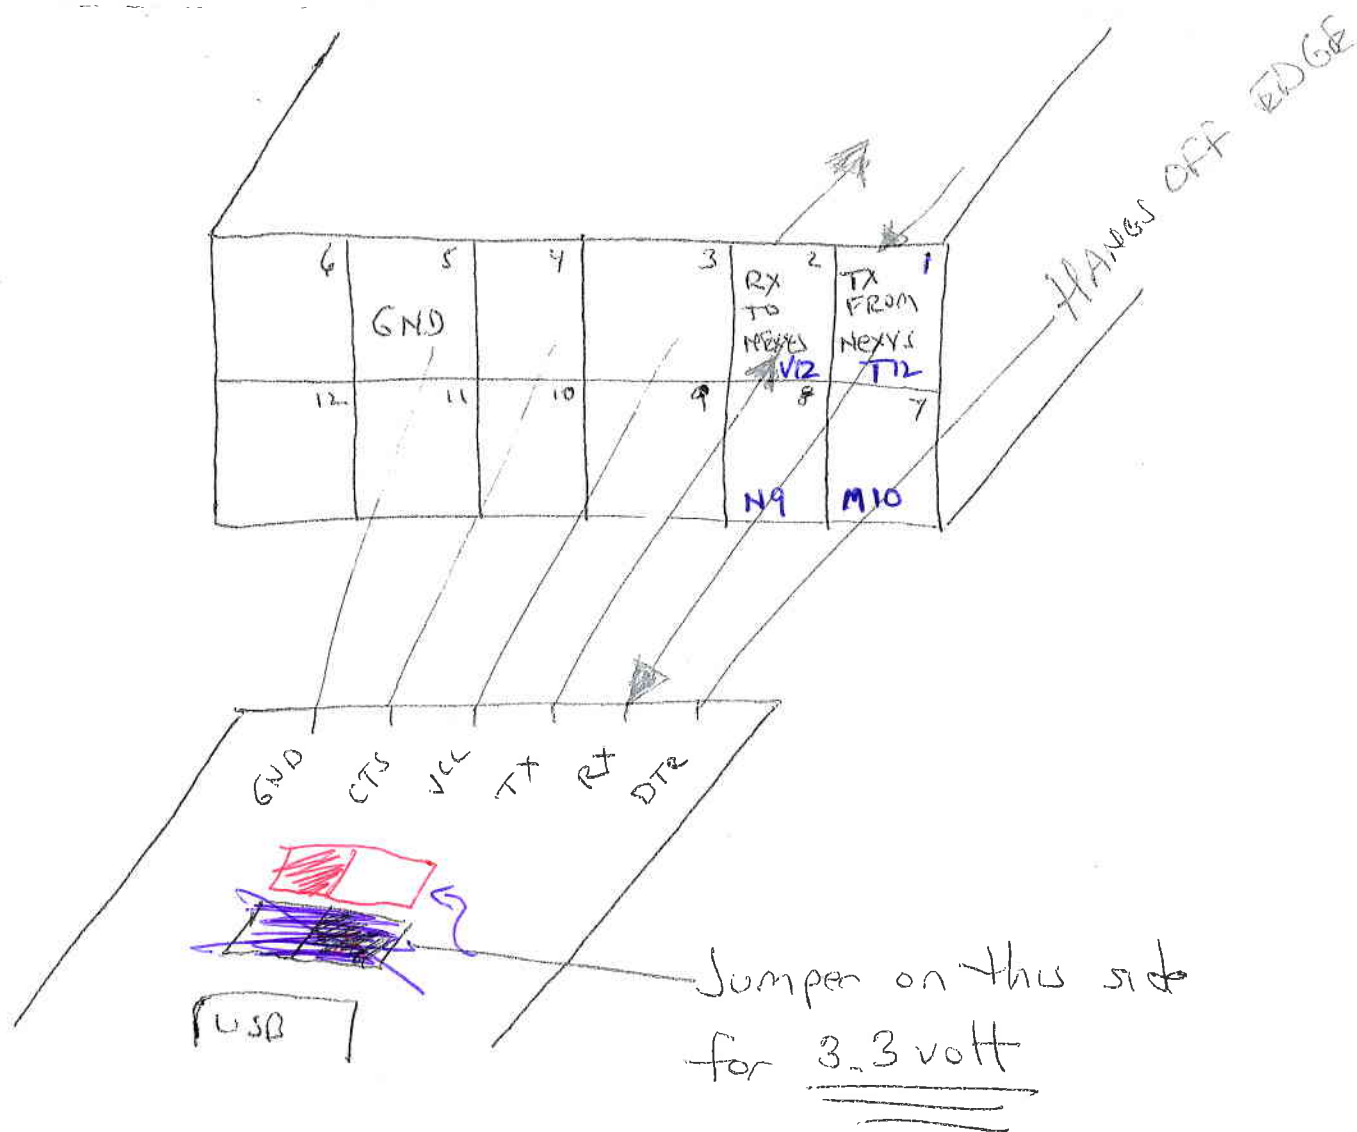 HANGS OFF EDGE
6 5 4 3 2 1
GND
RX
TO
NEXYS
V12
TX
FROM
NEXYS
T12
12 11 10 9 8 7
N9 M10
GND CTS VCC TX RX DTR
USB
Jumper on this side
for 3.3 volt